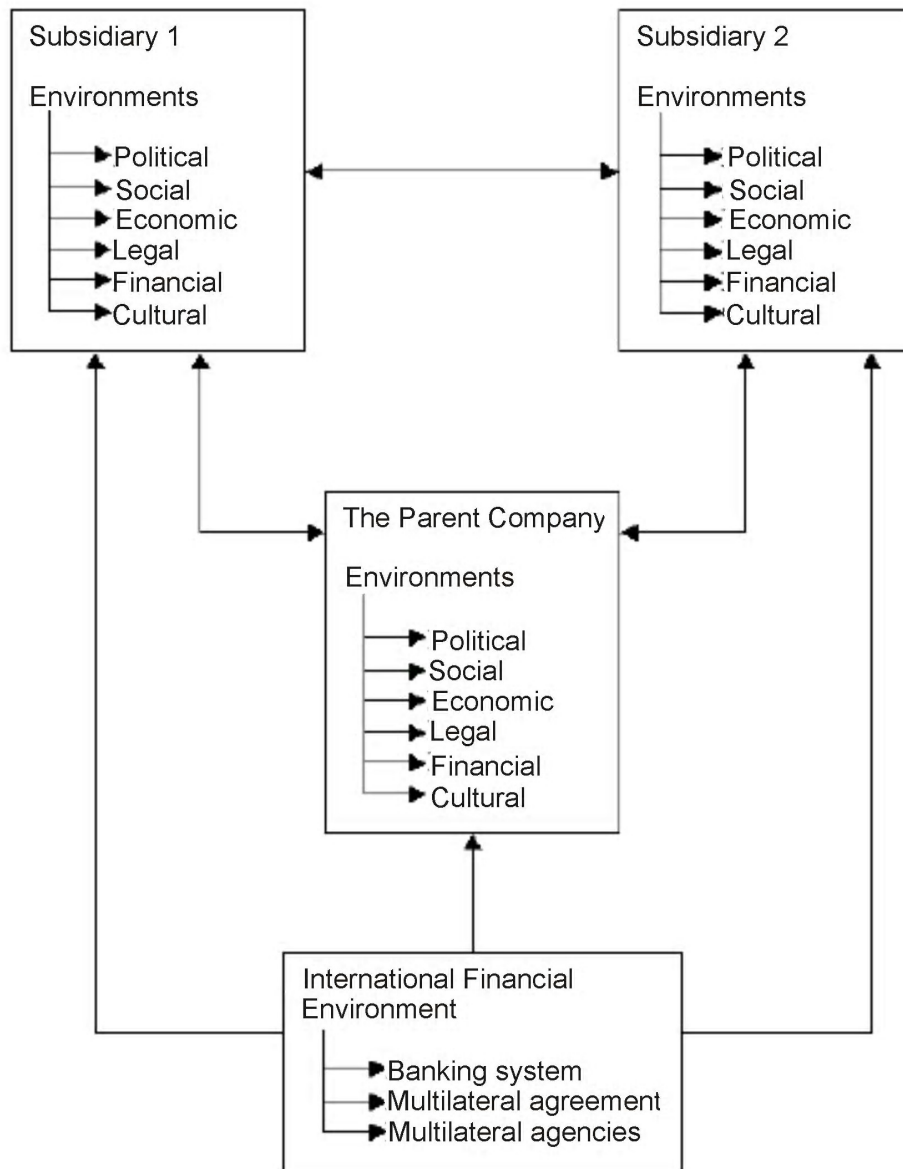 Subsidiary 1
Environments
Political
Social
Economic
Legal
Financial
Cultural
Subsidiary 2
Environments
Political
Social
Economic
Legal
Financial
Cultural
The Parent Company
Environments
Political
Social
Economic
Legal
Financial
Cultural
International Financial
Environment
Banking system
Multilateral agreement
Multilateral agencies